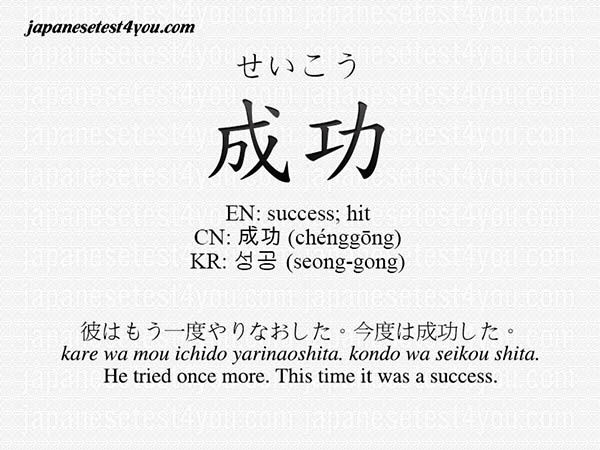 japanesetest4you.com
せいこう
成功
EN: success; hit
CN: 成功 (chénggōng)
KR: 성공 (seong-gong)
彼はもう一度やりなおした。今度は成功した。
kare wa mou ichido yarinaoshita. kondo wa seikou shita.
He tried once more. This time it was a success.